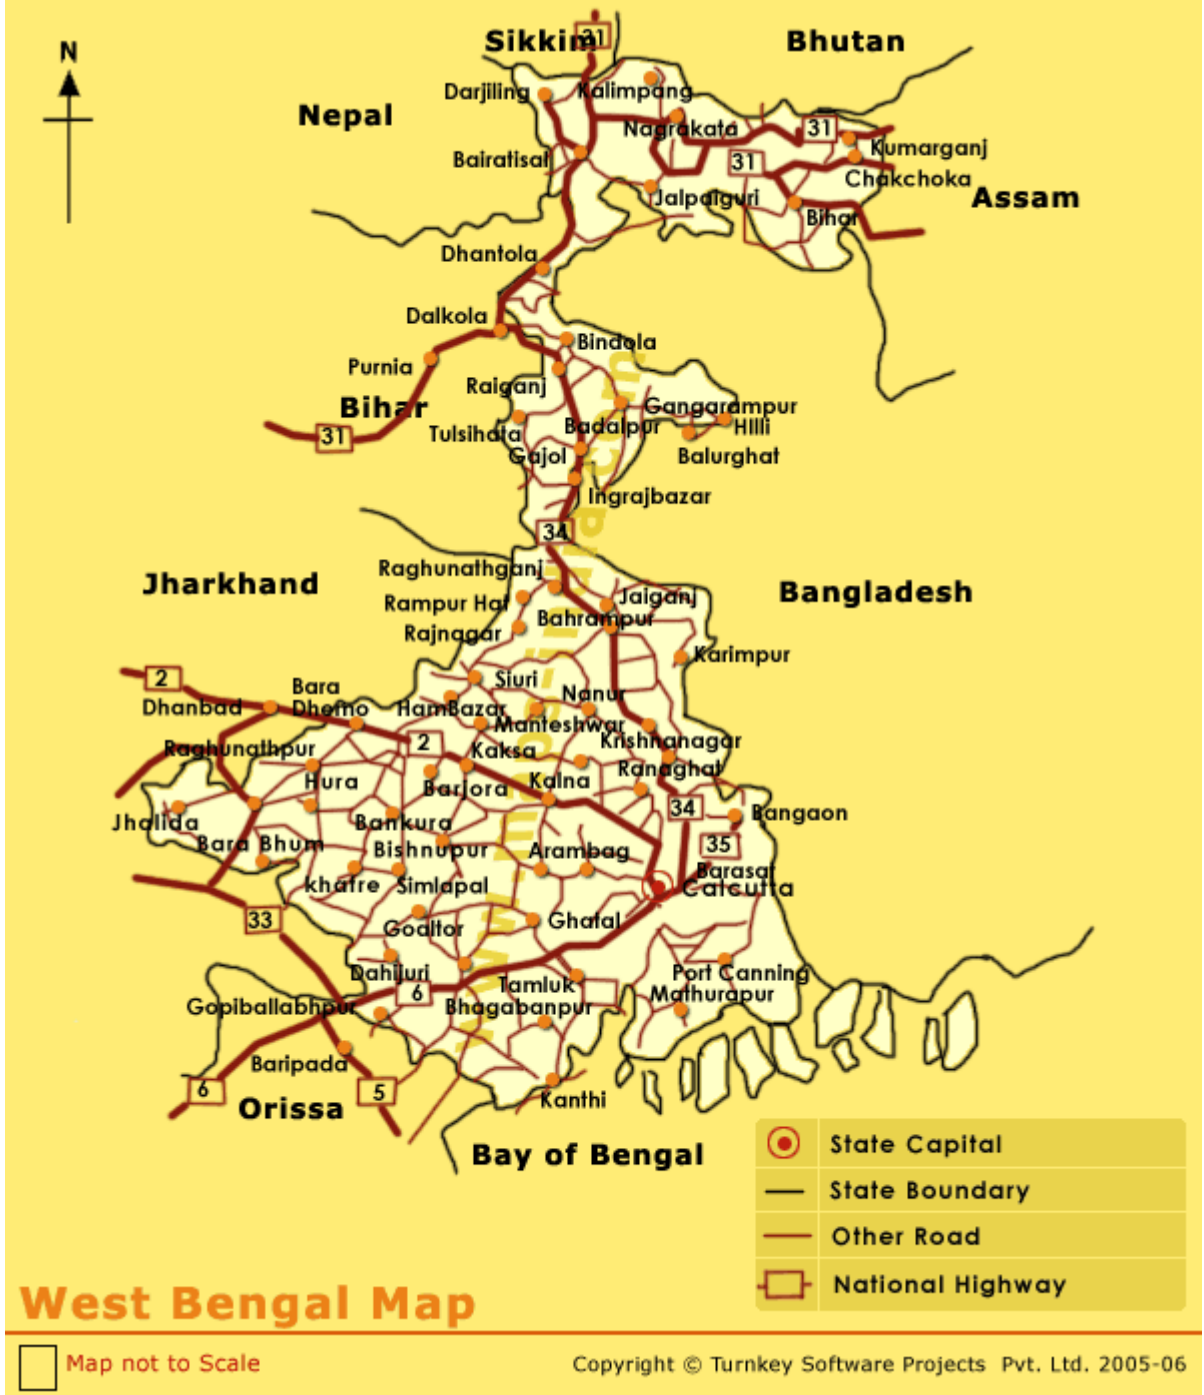 Sikkim
31
Bhutan
N
Nepal
Darjiling
Kalimpang
Nagrakata
31
Kumarganj
Bairatisal
31
Chakchoka
Jalpaiguri
Assam
Bihar
Dhantola
Dalkola
Bindola
Purnia
Raiganj
Bihar
Gangarampur
Tulsihata
Badalpur
HIlli
31
Gajol
Balurghat
Ingrajbazar
34
Raghunathganj
Jharkhand
Bangladesh
Rampur Hat
Jaiganj
Bahrampur
Rajnagar
Karimpur
2
Siuri
Bara
Dhemo
Dhanbad
HamBazar
Nanur
Manteshwar
2
Krishnanagar
Raghunathpur
Kaksa
Ranaghat
Hura
Barjora
Kalna
34
Bangaon
Jhalida
Bankura
35
Bara Bhum
Bishnupur
Arambag
Barasat
khatre
Simlapal
Calcutta
33
Goaltor
Ghatal
Dahijuri
Port Canning
6
Tamluk
Mathurapur
Gopiballabhpur
Bhagabanpur
Baripada
6
5
Kanthi
Orissa
Bay of Bengal
State Capital
State Boundary
Other Road
National Highway
West Bengal Map
Map not to Scale
Copyright © Turnkey Software Projects Pvt. Ltd. 2005-06